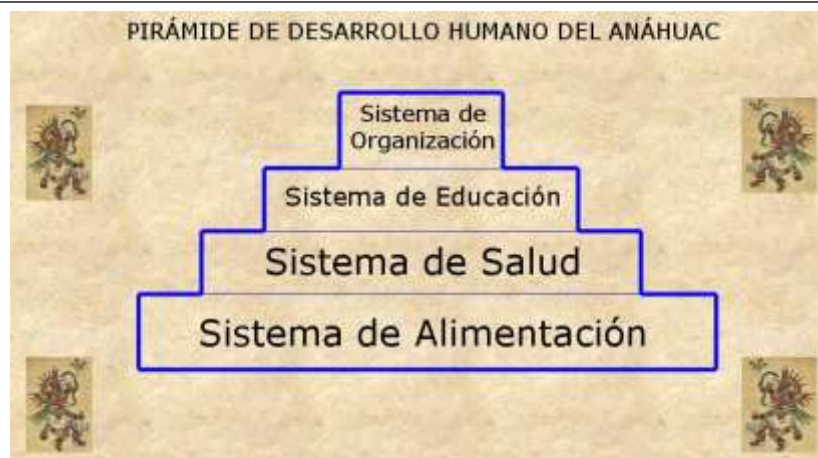 PIRÁMIDE DE DESARROLLO HUMANO DEL ANÁHUAC
Sistema de
Organización
Sistema de Educación
Sistema de Salud
Sistema de Alimentación